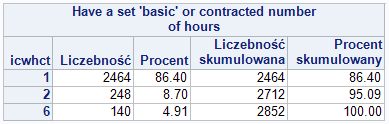 Have a set 'basic' or contracted number
of hours
icwhct Liczebność Procent Liczebność skumulowana Procent skumulowany
1 2464 86.40 2464 86.40
2 248 8.70 2712 95.09
6 140 4.91 2852 100.00